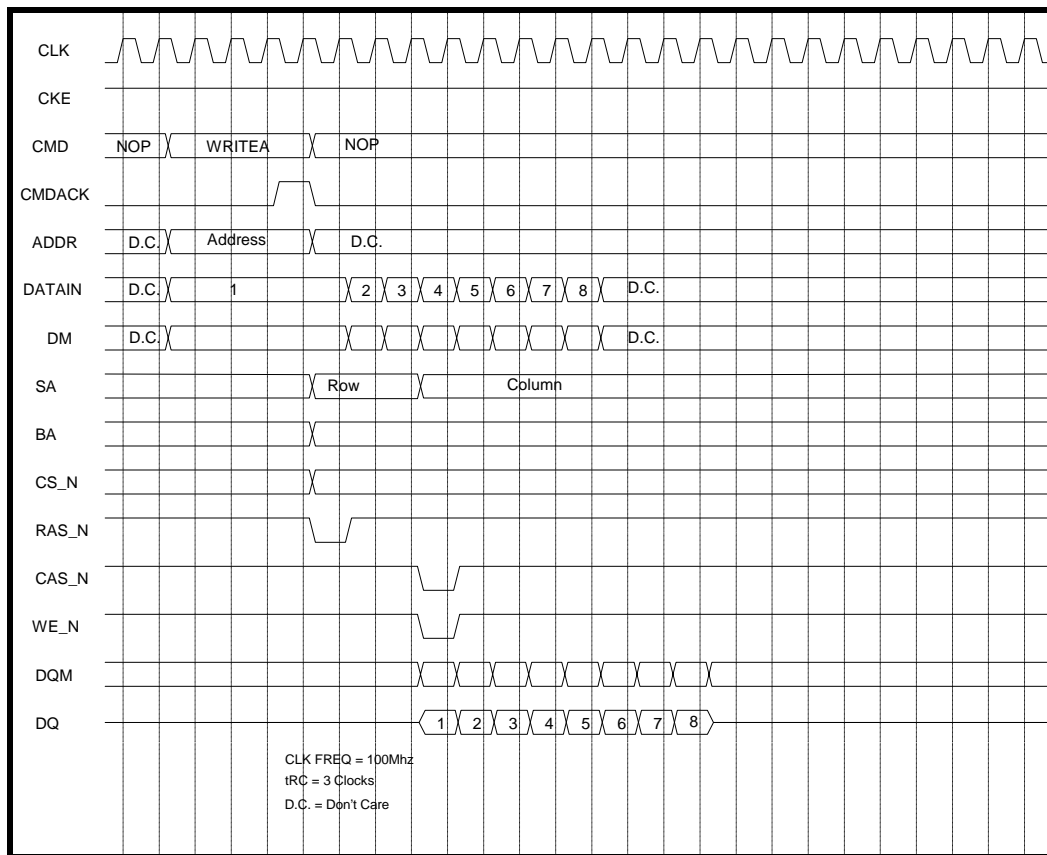 CLK
CKE
CMD NOP WRITEA NOP
CMDACK
ADDR D.C. Address D.C.
DATAIN D.C. 1 2 3 4 5 6 7 8 D.C.
DM D.C. D.C.
SA Row Column
BA
CS_N
RAS_N
CAS_N
WE_N
DQM
DQ 1 2 3 4 5 6 7 8
CLK FREQ = 100Mhz
tRC = 3 Clocks
D.C. = Don't Care